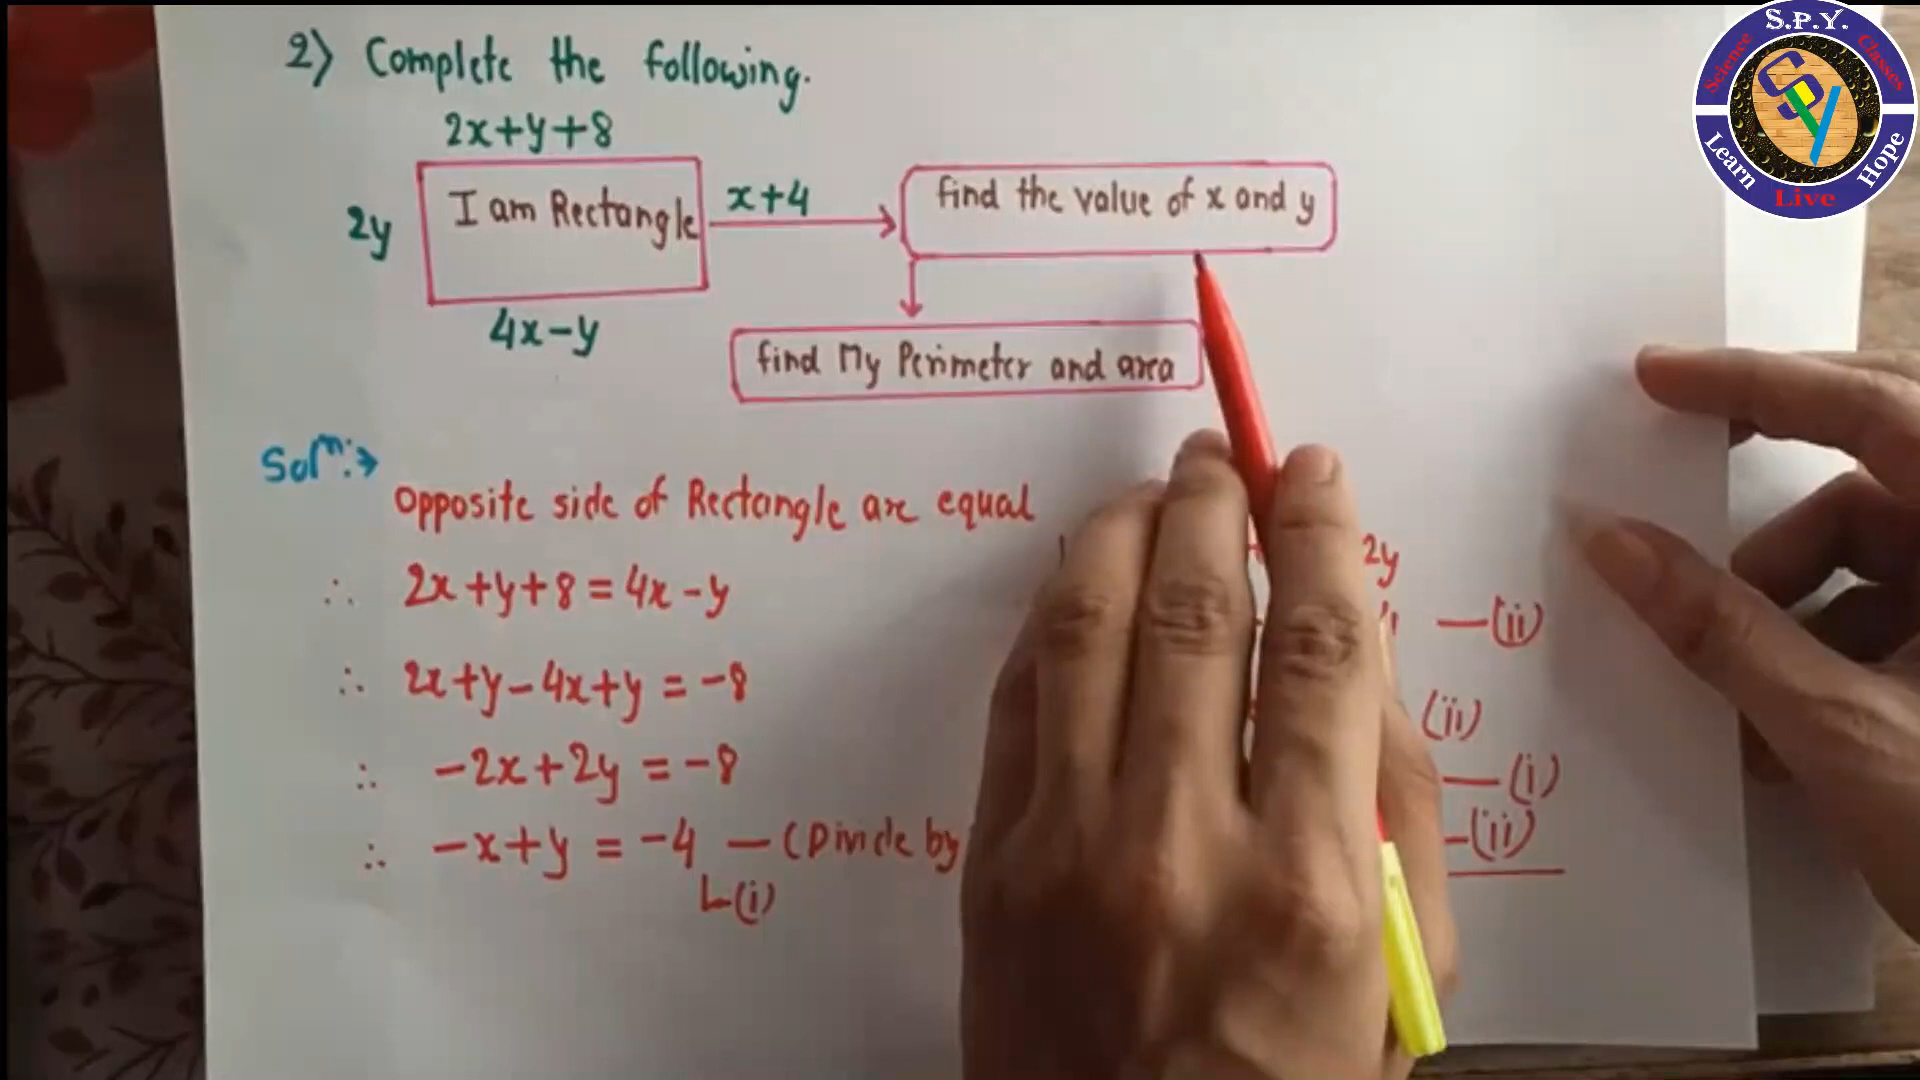 2) Complete the following.
2x+y+8
2y
I am Rectangle
x+4
find the value of x and y
4x-y
find My Perimeter and area
Solⁿ:→
Opposite side of Rectangle are equal
∴ 2x+y+8=4x-y
2y
∴ 2x+y-4x+y=-8
—(ii)
∴ -2x+2y=-8
(ii)
∴ -x+y=-4 —(Divide by
—(i)
-(ii)
(i)
S.P.Y.
Science
Classes
SPY
Learn
Live
Hope